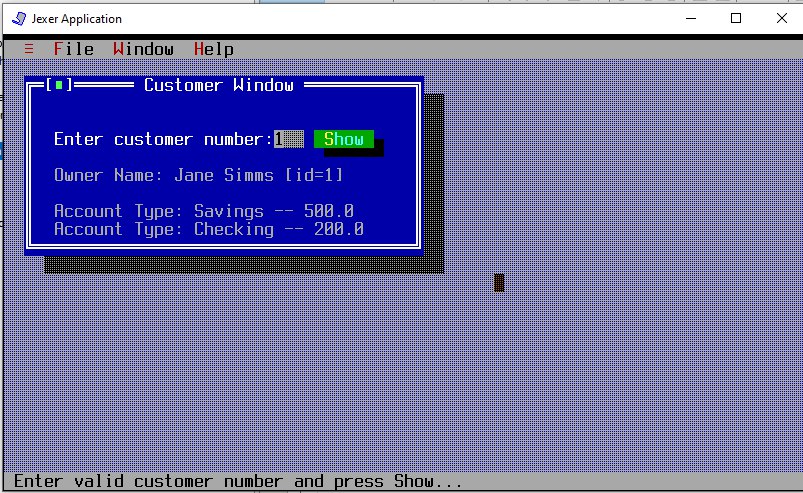 Jexer Application
File Window Help
Customer Window
Enter customer number:1 Show
Owner Name: Jane Simms [id=1]
Account Type: Savings -- 500.0
Account Type: Checking -- 200.0
Enter valid customer number and press Show...